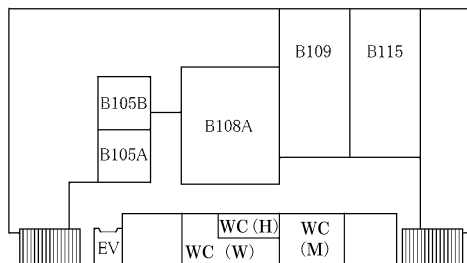 B109
B115
B105B
B108A
B105A
WC (H)
WC (W)
WC
(M)
EV